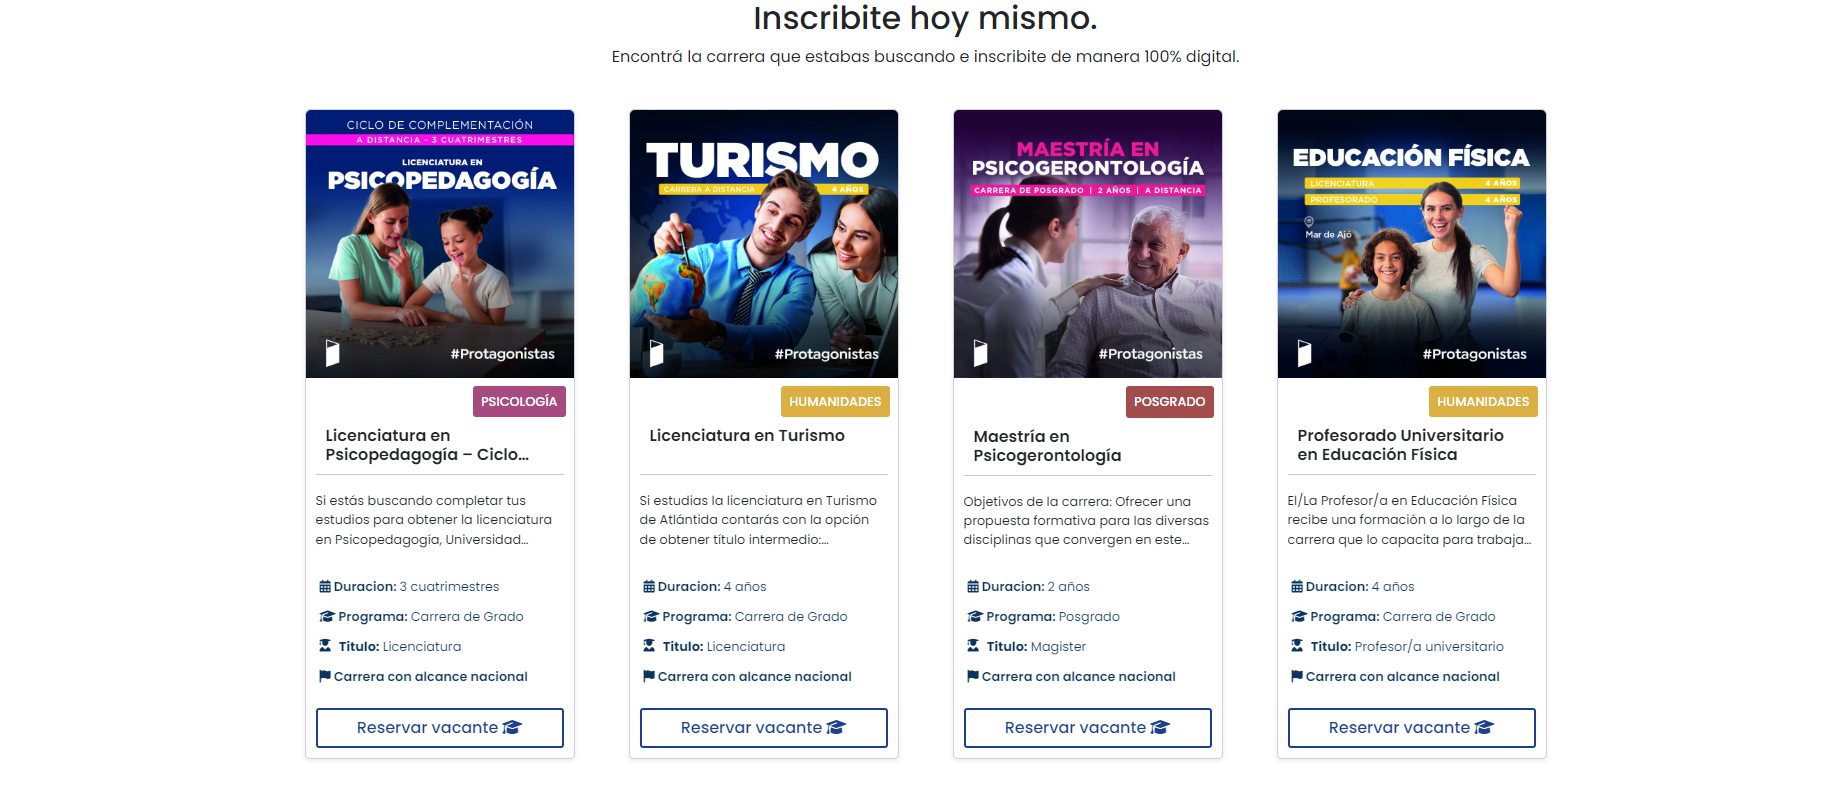 Inscribite hoy mismo.
Encontrá la carrera que estabas buscando e inscribite de manera 100% digital.
CICLO DE COMPLEMENTACIÓN
A DISTANCIA - 3 CUATRIMESTRES
LICENCIATURA EN
PSICOPEDAGOGÍA
#Protagonistas
PSICOLOGÍA
Licenciatura en
Psicopedagogía – Ciclo...
Si estás buscando completar tus
estudios para obtener la licenciatura
en Psicopedagogía, Universidad...
Duracion: 3 cuatrimestres
Programa: Carrera de Grado
Titulo: Licenciatura
Carrera con alcance nacional
Reservar vacante
TURISMO
CARRERA A DISTANCIA 4 AÑOS
#Protagonistas
HUMANIDADES
Licenciatura en Turismo
Si estudias la licenciatura en Turismo
de Atlántida contarás con la opción
de obtener título intermedio:...
Duracion: 4 años
Programa: Carrera de Grado
Titulo: Licenciatura
Carrera con alcance nacional
Reservar vacante
MAESTRÍA EN
PSICOGERONTOLOGÍA
CARRERA DE POSGRADO | 2 AÑOS | A DISTANCIA
#Protagonistas
POSGRADO
Maestría en
Psicogerontología
Objetivos de la carrera: Ofrecer una
propuesta formativa para las diversas
disciplinas que convergen en este...
Duracion: 2 años
Programa: Posgrado
Titulo: Magister
Carrera con alcance nacional
Reservar vacante
EDUCACIÓN FÍSICA
LICENCIATURA 4 AÑOS
PROFESORADO 4 AÑOS
Mar de Ajó
#Protagonistas
HUMANIDADES
Profesorado Universitario
en Educación Física
El/La Profesor/a en Educación Física
recibe una formación a lo largo de la
carrera que lo capacita para trabaja...
Duracion: 4 años
Programa: Carrera de Grado
Titulo: Profesor/a universitario
Carrera con alcance nacional
Reservar vacante